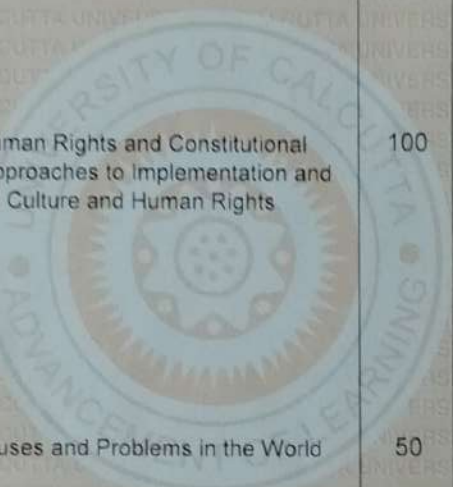 UNIVERSITY OF CALCUTTA
ADVANCEMENT OF LEARNING
man Rights and Constitutional 100
proaches to Implementation and
Culture and Human Rights
uses and Problems in the World 50